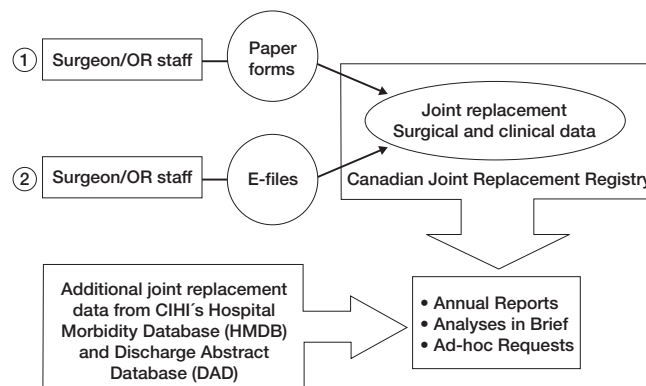 1
Surgeon/OR staff
Paper
forms
Joint replacement
Surgical and clinical data
2
Surgeon/OR staff
E-files
Canadian Joint Replacement Registry
Additional joint replacement
data from CIHI´s Hospital
Morbidity Database (HMDB)
and Discharge Abstract
Database (DAD)
• Annual Reports
• Analyses in Brief
• Ad-hoc Requests